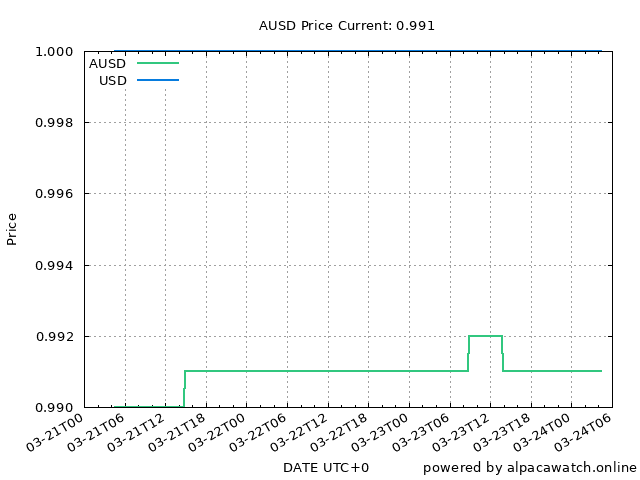 AUSD Price Current: 0.991
1.000
0.998
0.996
0.994
0.992
0.990
Price
AUSD
USD
03-21T00
03-21T06
03-21T12
03-21T18
03-22T00
03-22T06
03-22T12
03-22T18
03-23T00
03-23T06
03-23T12
03-23T18
03-24T00
03-24T06
DATE UTC+0
powered by alpacawatch.online